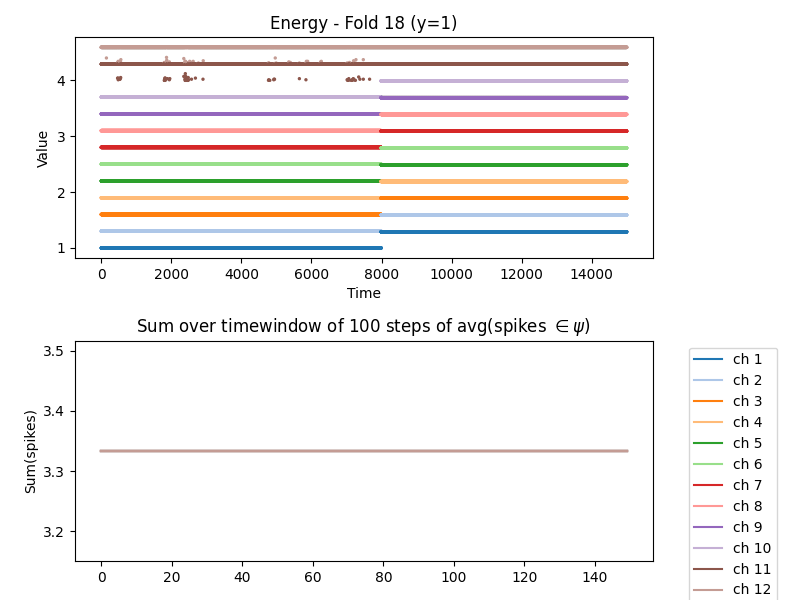 Energy - Fold 18 (y=1)
Value
4
3
2
1
0 2000 4000 6000 8000 10000 12000 14000
Time
Sum over timewindow of 100 steps of avg(spikes ∈ ψ)
Sum(spikes)
3.5
3.4
3.3
3.2
0 20 40 60 80 100 120 140
ch 1
ch 2
ch 3
ch 4
ch 5
ch 6
ch 7
ch 8
ch 9
ch 10
ch 11
ch 12